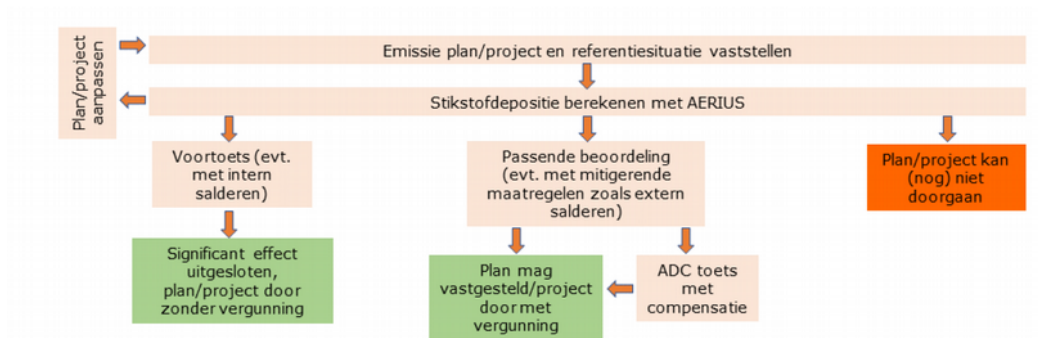 Plan/project
aanpassen
Emissie plan/project en referentiesituatie vaststellen
Stikstofdepositie berekenen met AERIUS
Voortoets (evt.
met intern
salderen)
Passende beoordeling
(evt. met mitigerende
maatregelen zoals extern
salderen)
Plan/project kan
(nog) niet
doorgaan
Significant effect
uitgesloten,
plan/project door
zonder vergunning
Plan mag
vastgesteld/project
door met
vergunning
ADC toets
met
compensatie